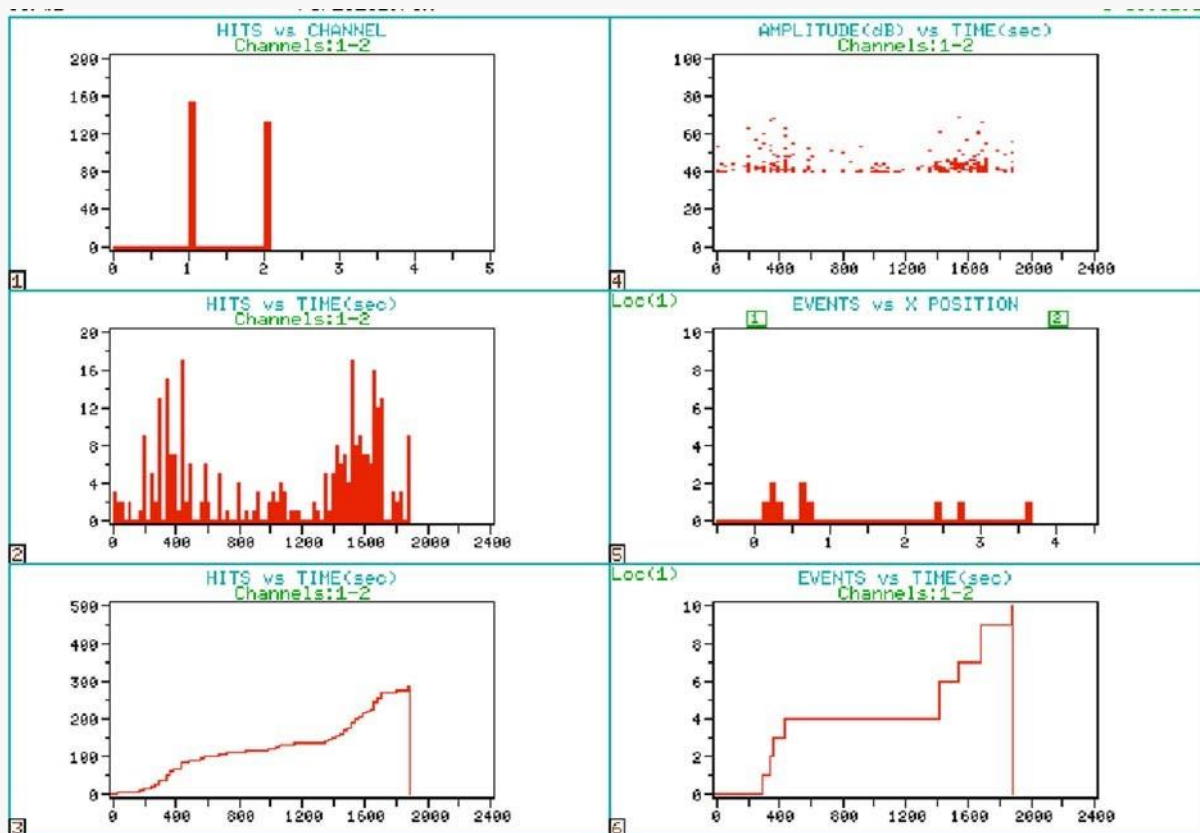 HITS vs CHANNEL
Channels:1-2
200
160
120
80
40
0
0 1 2 3 4 5
1
AMPLITUDE(dB) vs TIME(sec)
Channels:1-2
100
80
60
40
20
0
0 400 800 1200 1600 2000 2400
4
HITS vs TIME(sec)
Channels:1-2
20
16
12
8
4
0
0 400 800 1200 1600 2000 2400
2
Loc(1) EVENTS vs X POSITION
1 2
10
8
6
4
2
0
0 1 2 3 4
5
HITS vs TIME(sec)
Channels:1-2
500
400
300
200
100
0
0 400 800 1200 1600 2000 2400
3
Loc(1) EVENTS vs TIME(sec)
Channels:1-2
10
8
6
4
2
0
0 400 800 1200 1600 2000 2400
6